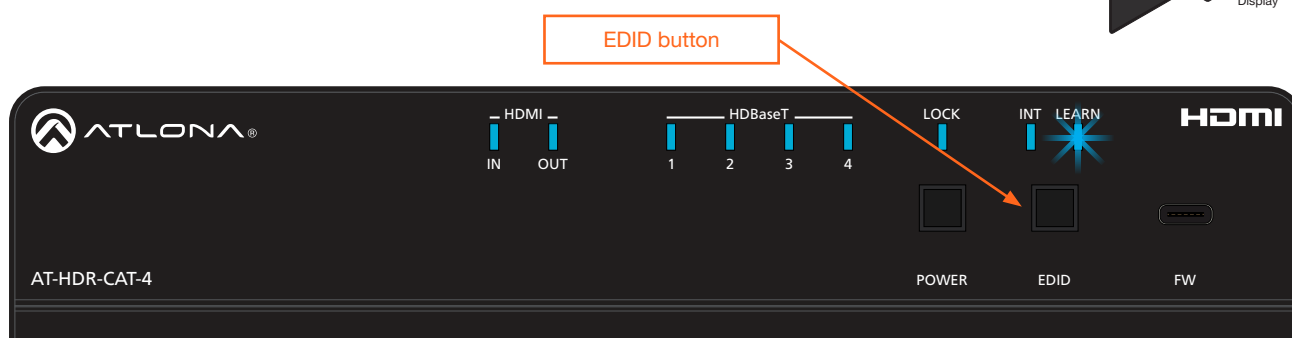 Display
EDID button
ATLONA®
HDMI
HDBaseT
LOCK
INT LEARN
HDMI
IN OUT
1 2 3 4
AT-HDR-CAT-4
POWER
EDID
FW